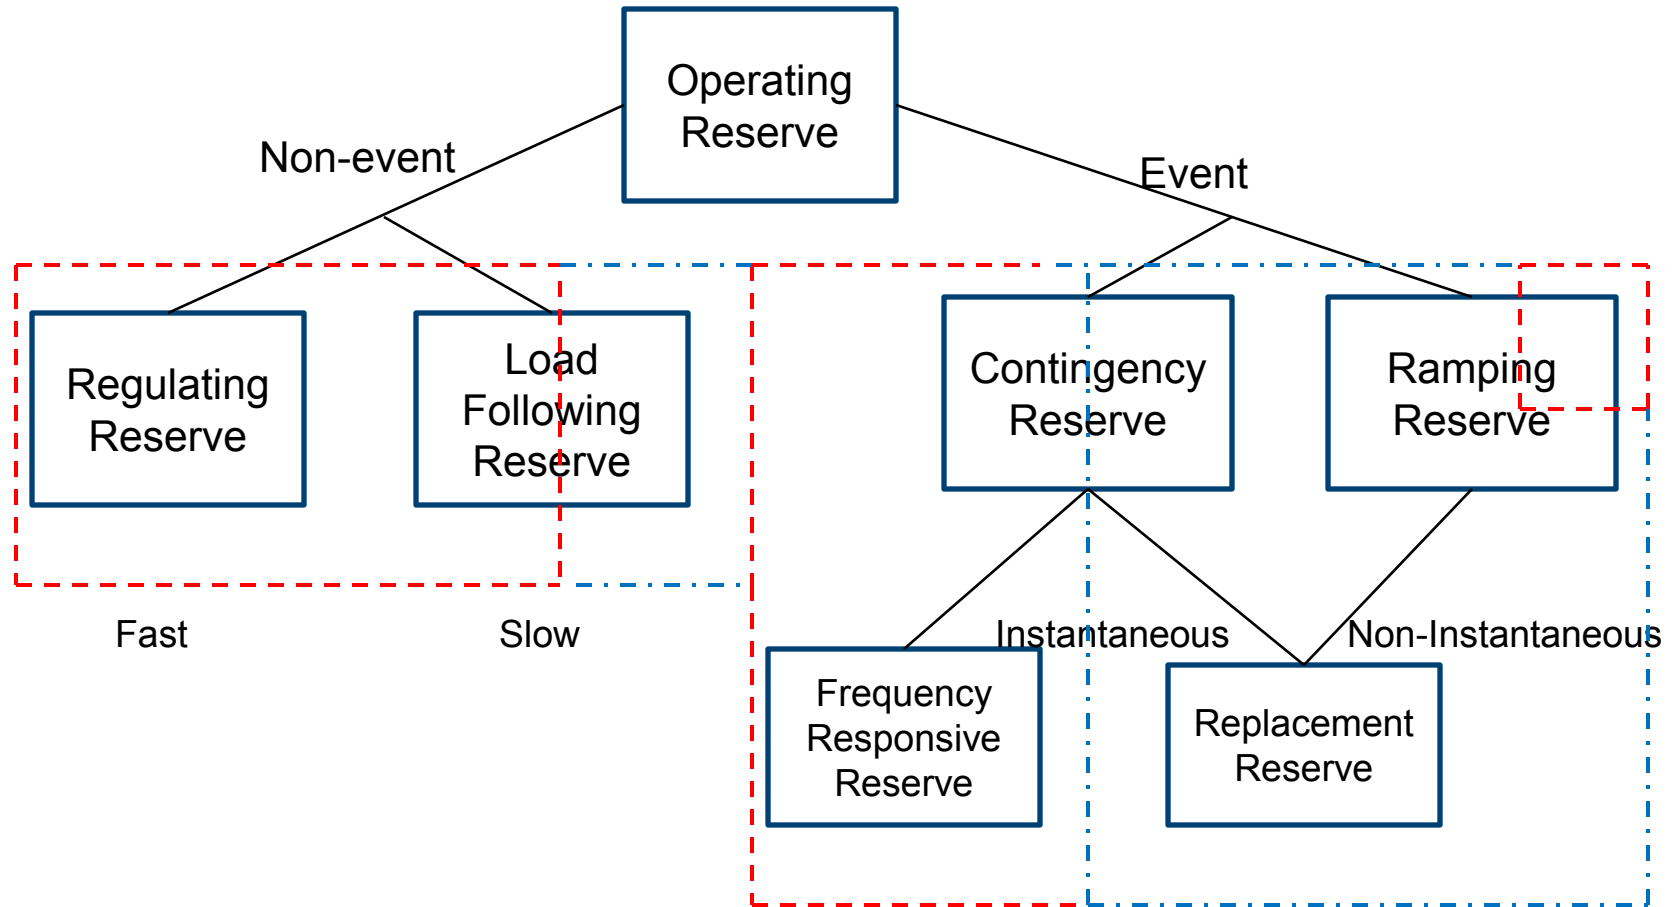 Operating
Reserve
Non-event
Event
Regulating
Reserve
Load
Following
Reserve
Contingency
Reserve
Ramping
Reserve
Fast
Slow
Instantaneous
Non-Instantaneous
Frequency
Responsive
Reserve
Replacement
Reserve